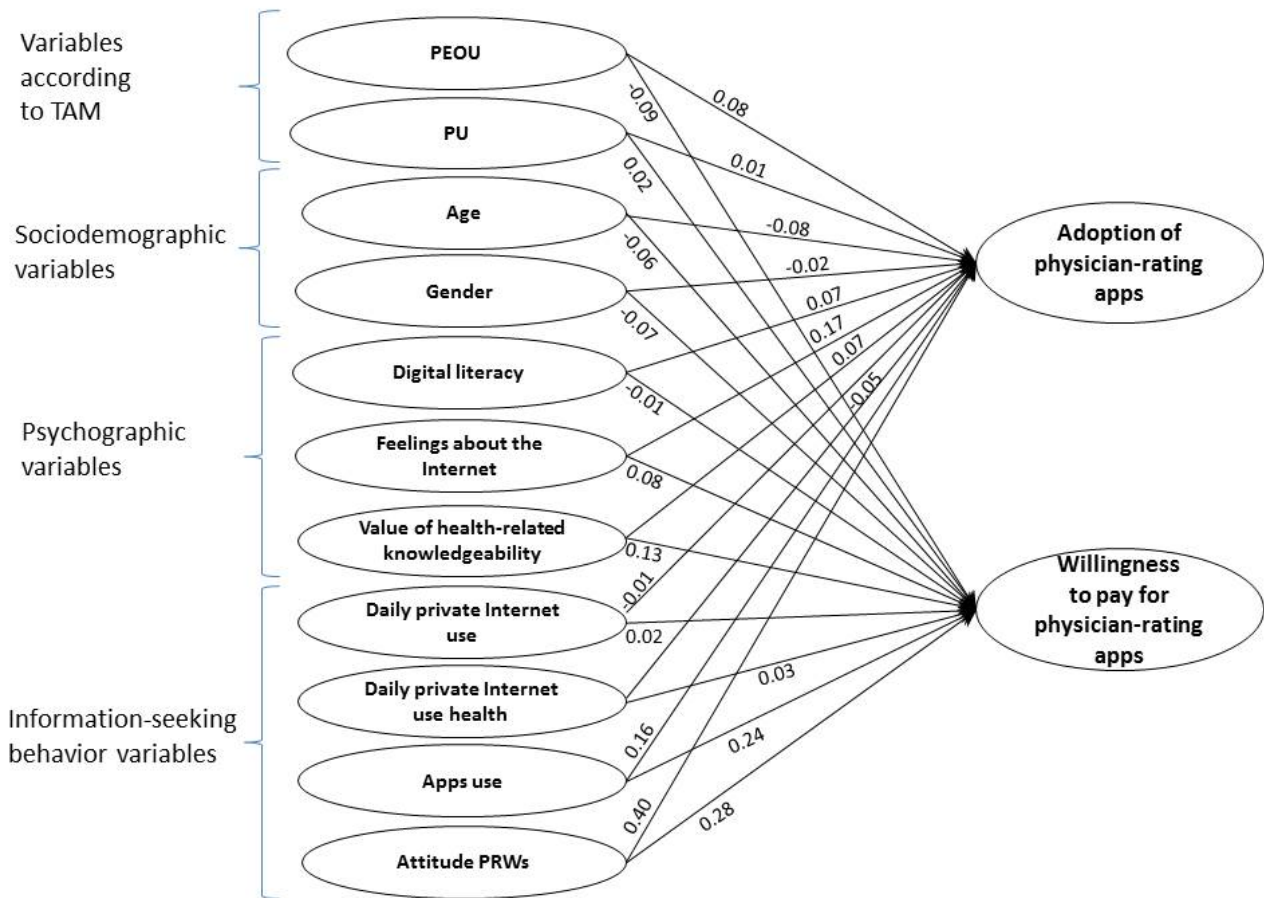 Variables
according
to TAM
PEOU
PU
Sociodemographic
variables
Age
Gender
Psychographic
variables
Digital literacy
Feelings about the
Internet
Value of health-related
knowledgeability
Information-seeking
behavior variables
Daily private Internet
use
Daily private Internet
use health
Apps use
Attitude PRWs
0.08
-0.09
0.01
0.02
-0.08
-0.06
-0.02
-0.07
0.07
-0.01
0.17
0.08
0.07
0.13
-0.01
0.02
-0.05
0.03
0.16
0.24
0.40
0.28
Adoption of
physician-rating
apps
Willingness
to pay for
physician-rating
apps